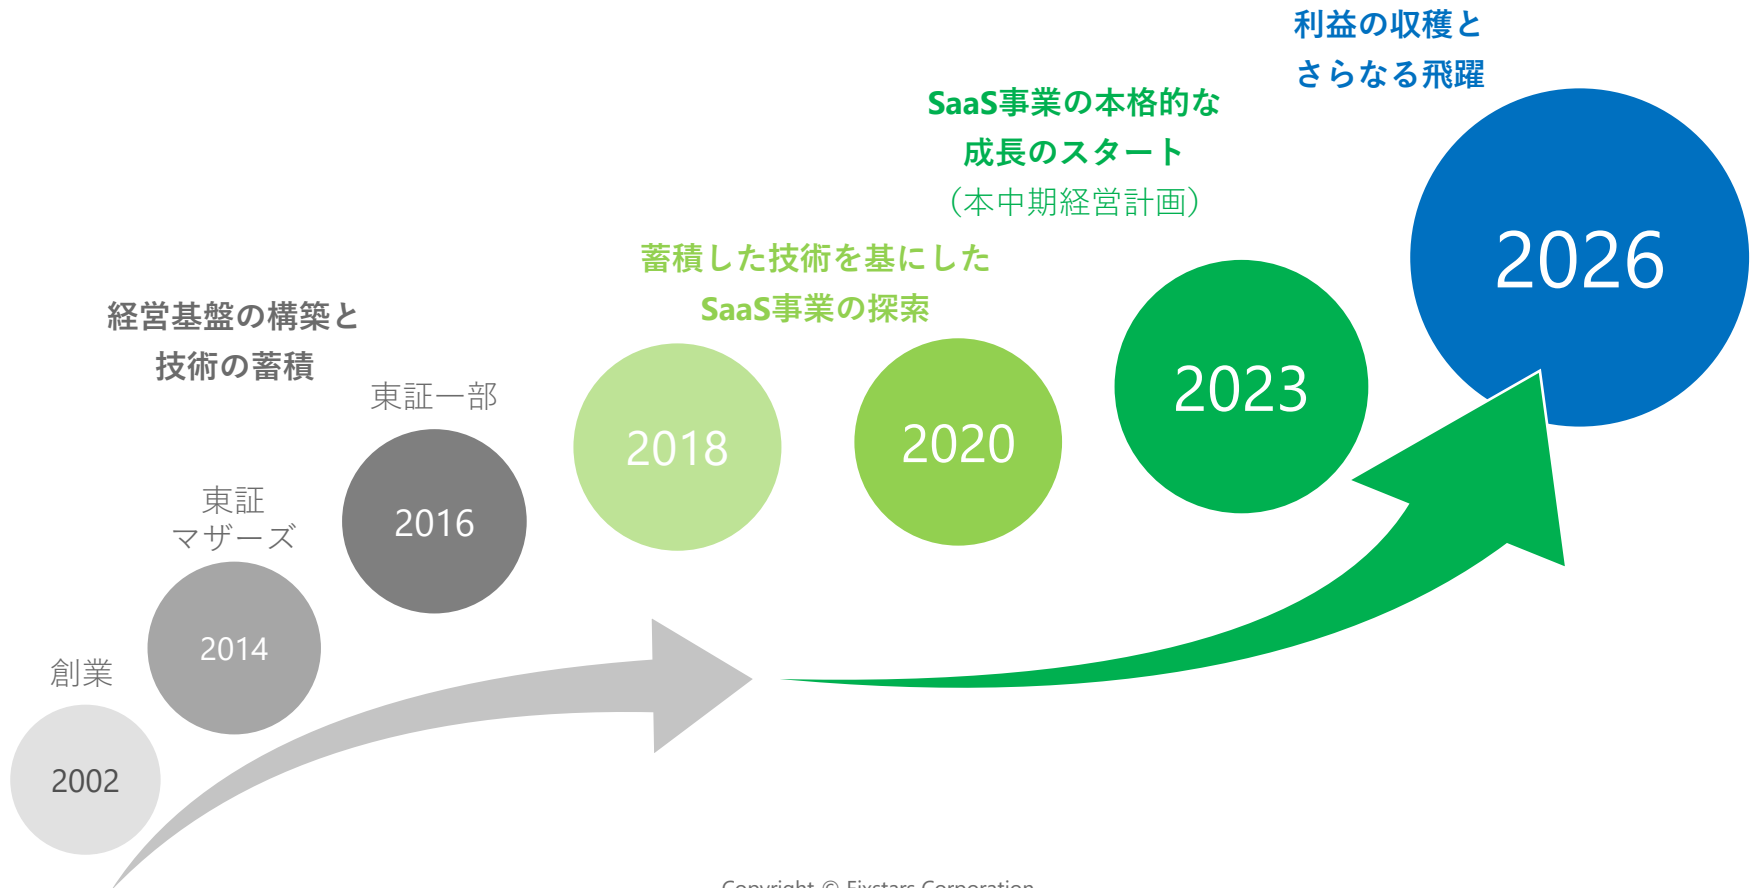 利益の収穫と
さらなる飛躍
SaaS事業の本格的な
成長のスタート
（本中期経営計画）
蓄積した技術を基にした
SaaS事業の探索
経営基盤の構築と
技術の蓄積
東証一部
東証
マザーズ
創業
2002
2014
2016
2018
2020
2023
2026
Copyright © Fixstars Corporation